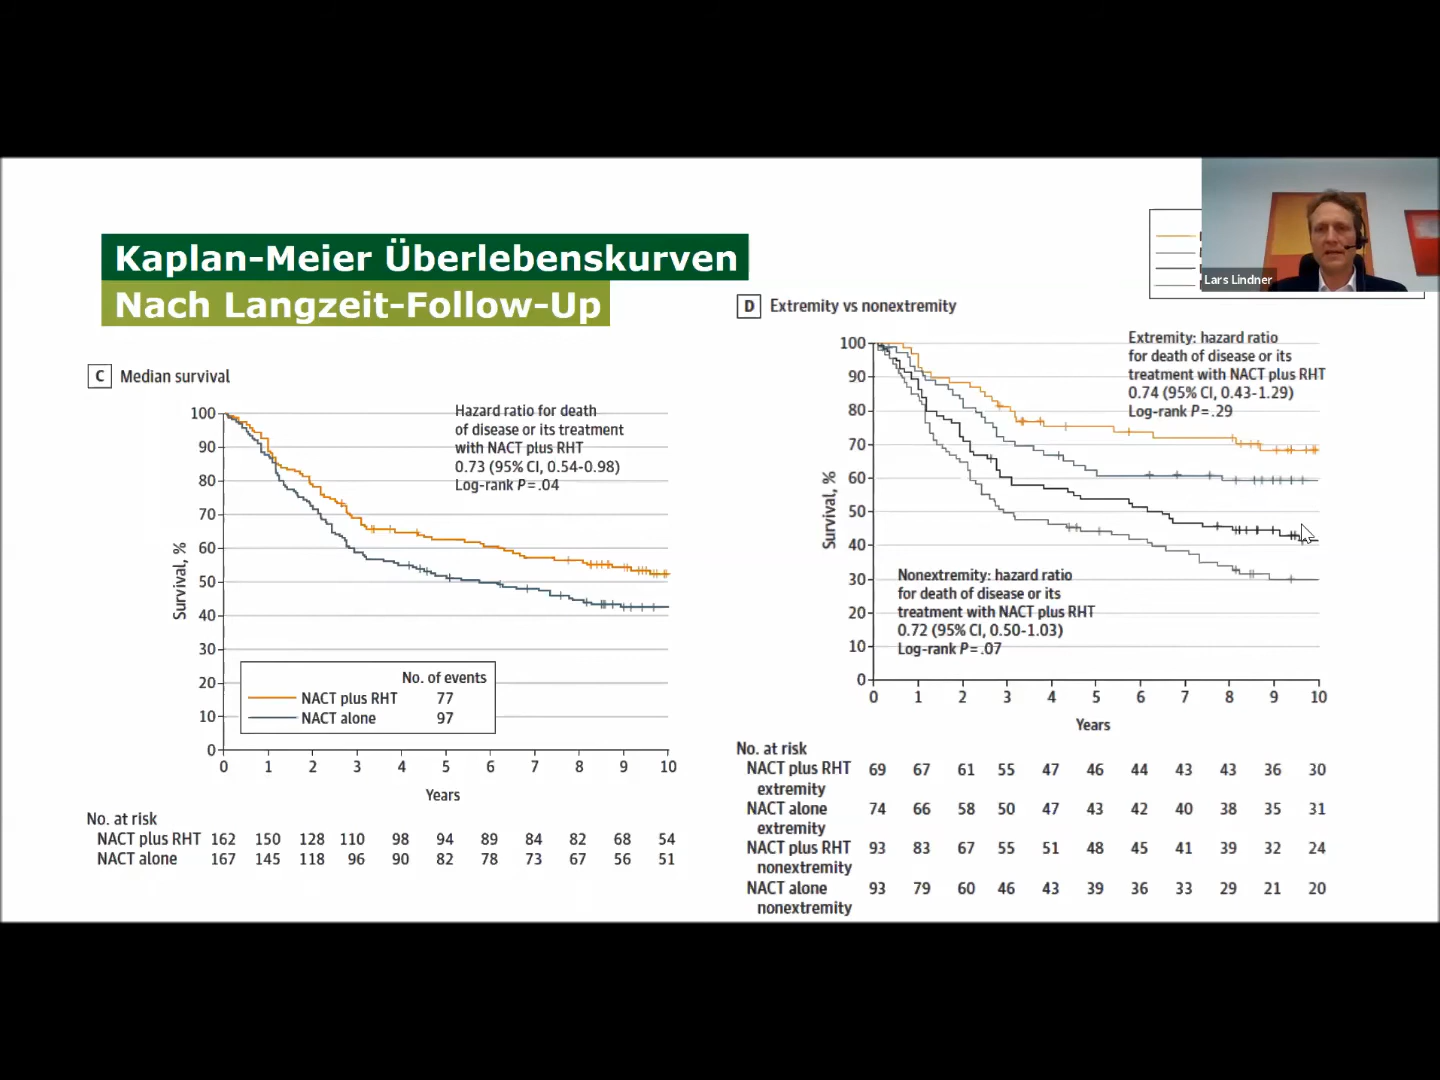 Kaplan-Meier Überlebenskurven
Nach Langzeit-Follow-Up
Lars Lindner
C Median survival
Hazard ratio for death
of disease or its treatment
with NACT plus RHT
0.73 (95% CI, 0.54-0.98)
Log-rank P = .04
Survival, %
100
90
80
70
60
50
40
30
20
10
0
No. of events
NACT plus RHT 77
NACT alone 97
0 1 2 3 4 5 6 7 8 9 10
Years
No. at risk
NACT plus RHT 162 150 128 110 98 94 89 84 82 68 54
NACT alone 167 145 118 96 90 82 78 73 67 56 51
D Extremity vs nonextremity
Extremity: hazard ratio
for death of disease or its
treatment with NACT plus RHT
0.74 (95% CI, 0.43-1.29)
Log-rank P = .29
Survival, %
100
90
80
70
60
50
40
30
20
10
0
Nonextremity: hazard ratio
for death of disease or its
treatment with NACT plus RHT
0.72 (95% CI, 0.50-1.03)
Log-rank P = .07
0 1 2 3 4 5 6 7 8 9 10
Years
No. at risk
NACT plus RHT 69 67 61 55 47 46 44 43 43 36 30
extremity
NACT alone 74 66 58 50 47 43 42 40 38 35 31
extremity
NACT plus RHT 93 83 67 55 51 48 45 41 39 32 24
nonextremity
NACT alone 93 79 60 46 43 39 36 33 29 21 20
nonextremity